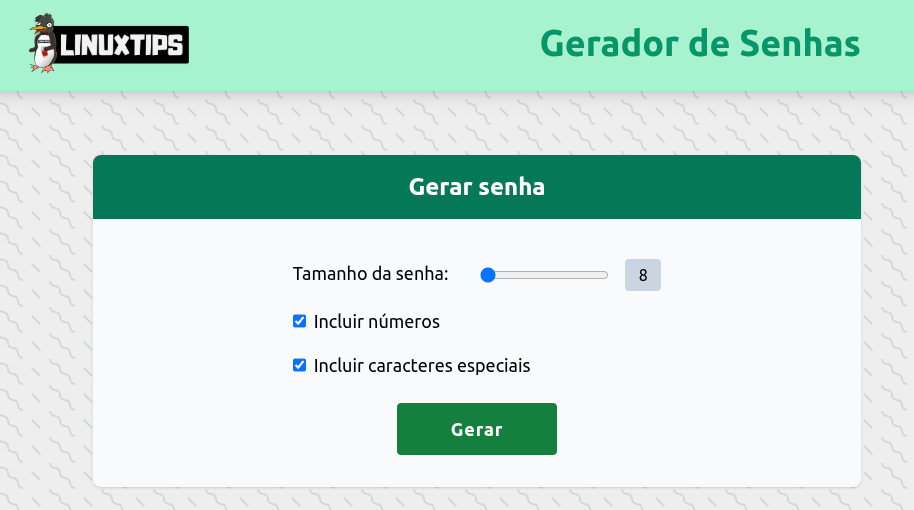 LINUXTIPS
Gerador de Senhas
Gerar senha
Tamanho da senha: 8
Incluir números
Incluir caracteres especiais
Gerar